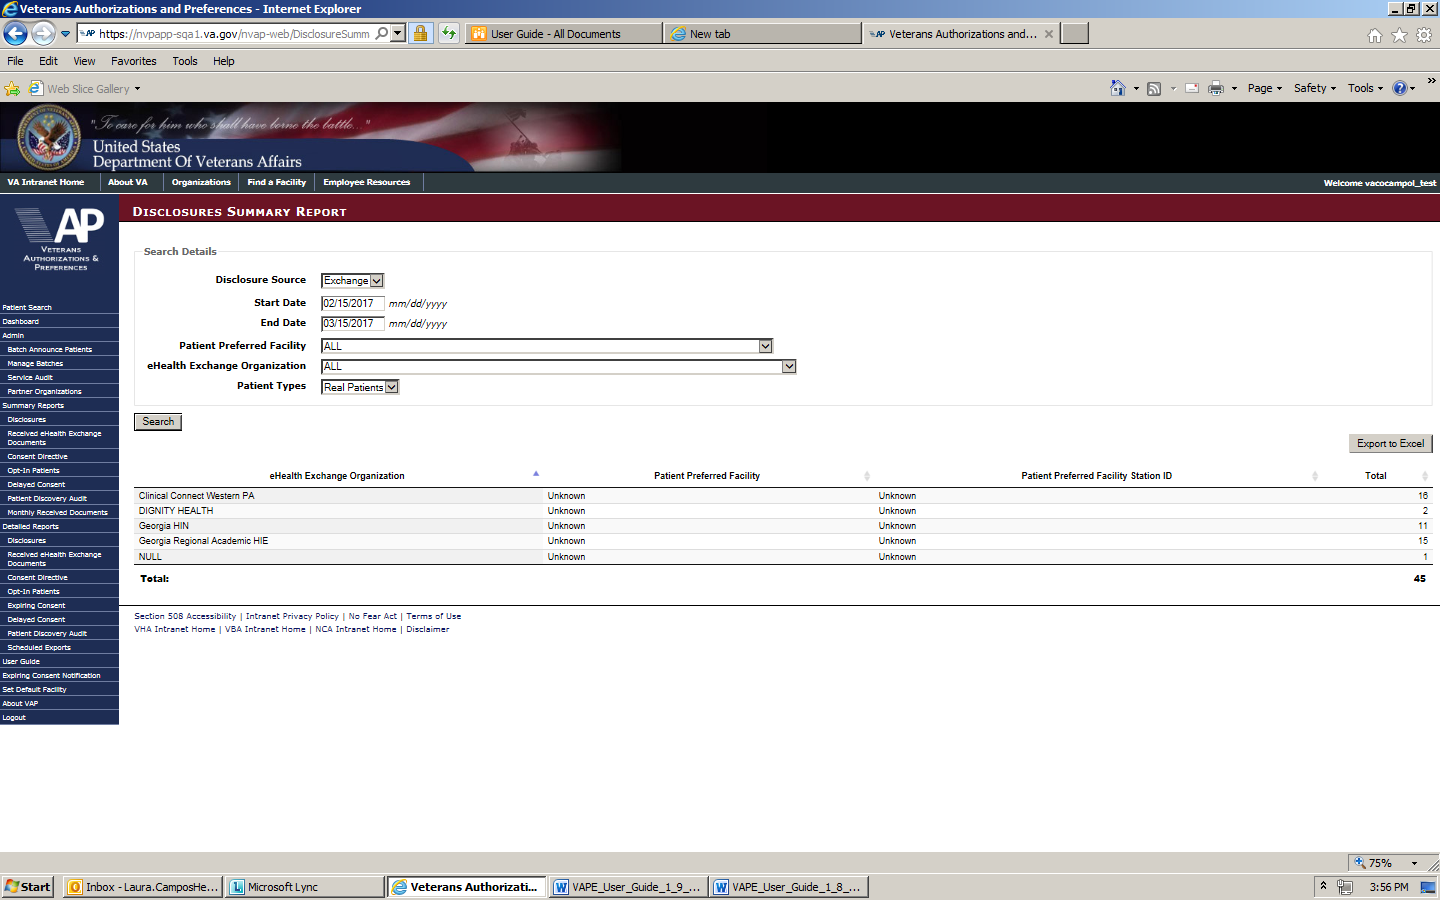 Veterans Authorizations and Preferences - Internet Explorer
AP https://nvpapp-sqa1.va.gov/nvap-web/DisclosureSumm
User Guide - All Documents
New tab
AP Veterans Authorizations and...
File Edit View Favorites Tools Help
Web Slice Gallery
Page Safety Tools
"To care for him who shall have borne the battle..."
United States
Department Of Veterans Affairs
VA Intranet Home About VA Organizations Find a Facility Employee Resources
Welcome vacocampol_test
AP
Veterans
Authorizations &
Preferences
Patient Search
Dashboard
Admin
Batch Announce Patients
Manage Batches
Service Audit
Partner Organizations
Summary Reports
Disclosures
Received eHealth Exchange
Documents
Consent Directive
Opt-In Patients
Delayed Consent
Patient Discovery Audit
Monthly Received Documents
Detailed Reports
Disclosures
Received eHealth Exchange
Documents
Consent Directive
Opt-In Patients
Expiring Consent
Delayed Consent
Patient Discovery Audit
Scheduled Exports
User Guide
Expiring Consent Notification
Set Default Facility
About VAP
Logout
Disclosures Summary Report
Search Details
Disclosure Source Exchange
Start Date 02/15/2017 mm/dd/yyyy
End Date 03/15/2017 mm/dd/yyyy
Patient Preferred Facility ALL
eHealth Exchange Organization ALL
Patient Types Real Patients
Search
Export to Excel
eHealth Exchange Organization Patient Preferred Facility Patient Preferred Facility Station ID Total
Clinical Connect Western PA Unknown Unknown 16
DIGNITY HEALTH Unknown Unknown 2
Georgia HIN Unknown Unknown 11
Georgia Regional Academic HIE Unknown Unknown 15
NULL Unknown Unknown 1
Total: 45
Section 508 Accessibility | Intranet Privacy Policy | No Fear Act | Terms of Use
VHA Intranet Home | VBA Intranet Home | NCA Intranet Home | Disclaimer
75%
Start
Inbox - Laura.CamposHe...
Microsoft Lync
Veterans Authorizati...
VAPE_User_Guide_1_9_...
VAPE_User_Guide_1_8_...
3:56 PM